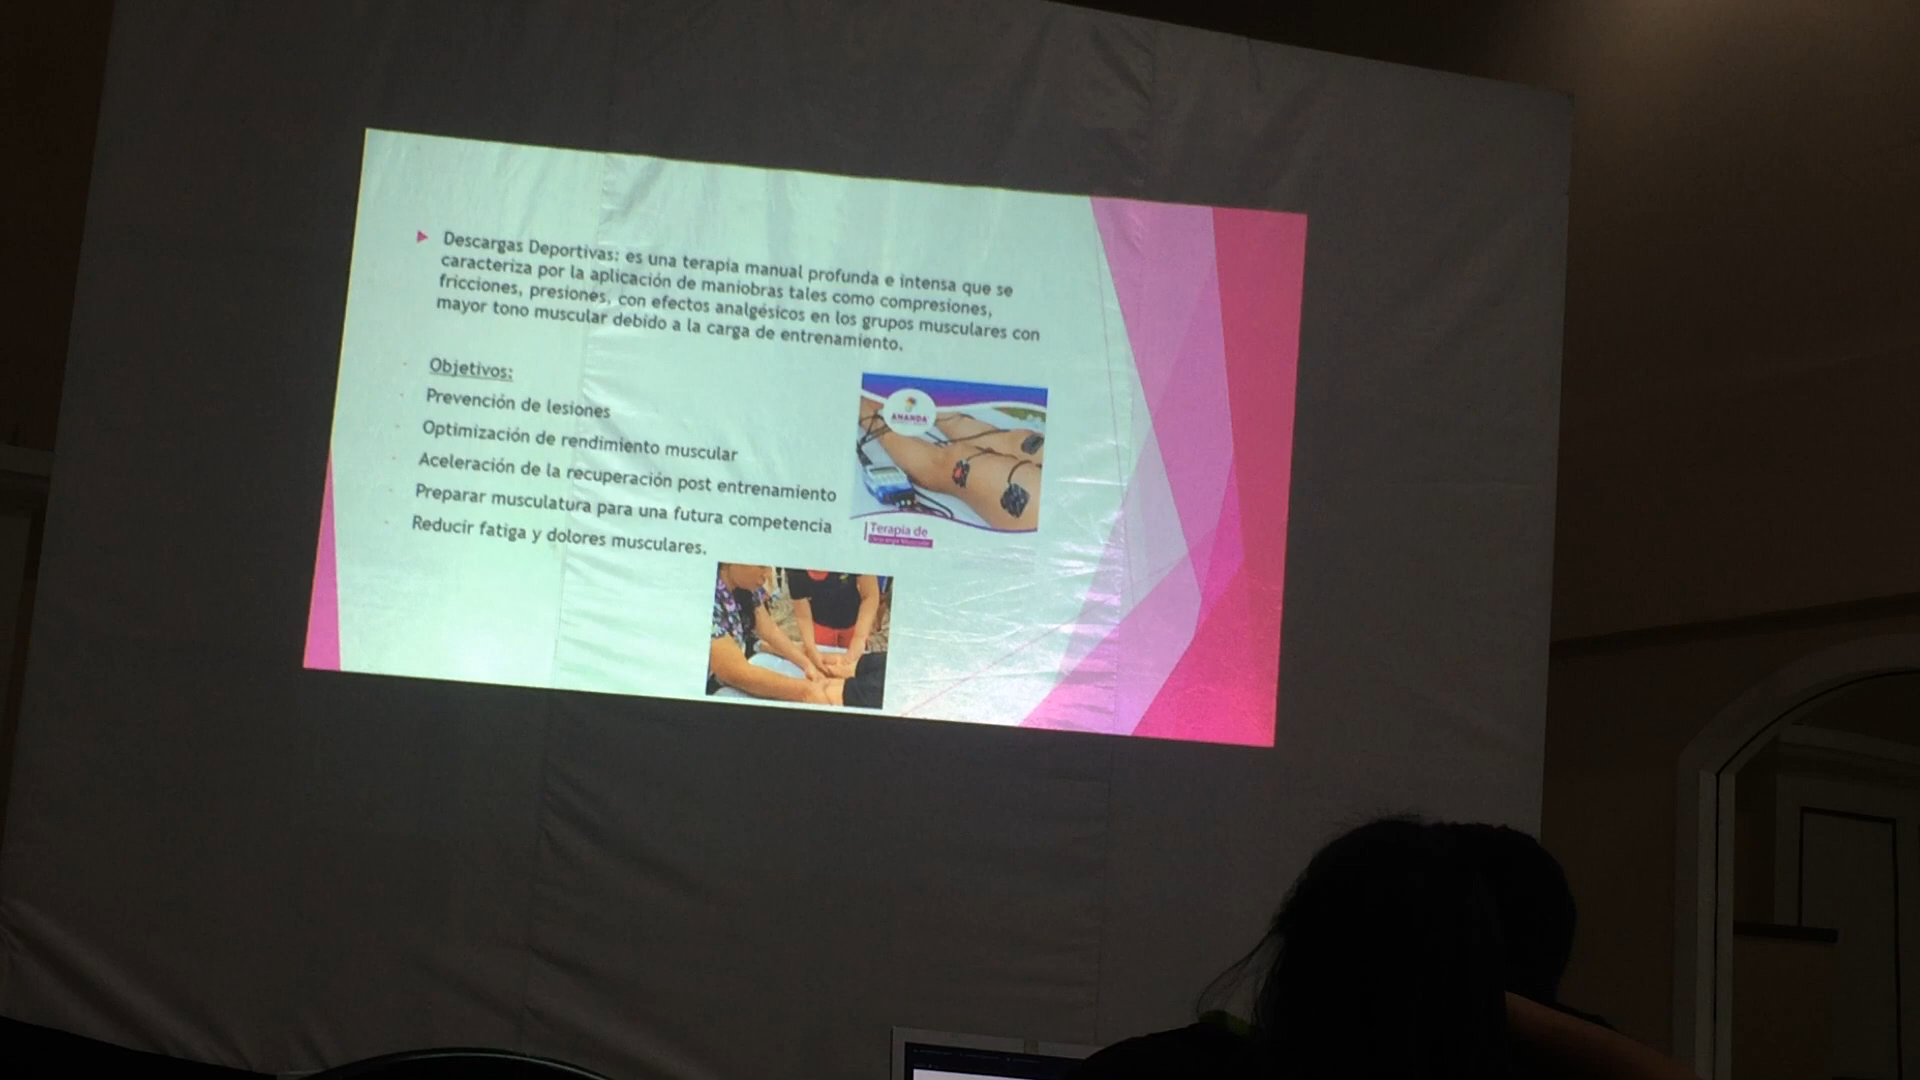 Descargas Deportivas: es una terapia manual profunda e intensa que se
caracteriza por la aplicación de maniobras tales como compresiones,
fricciones, presiones, con efectos analgésicos en los grupos musculares con
mayor tono muscular debido a la carga de entrenamiento.
Objetivos:
Prevención de lesiones
Optimización de rendimiento muscular
Aceleración de la recuperación post entrenamiento
Preparar musculatura para una futura competencia
Reducir fatiga y dolores musculares.
ANANDA
Terapia de